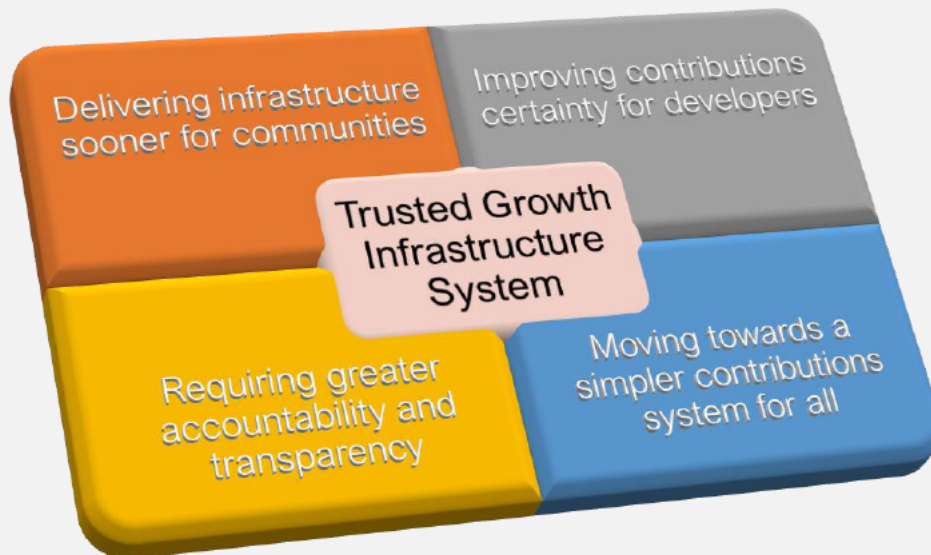 Delivering infrastructure
sooner for communities
Improving contributions
certainty for developers
Trusted Growth
Infrastructure
System
Requiring greater
accountability and
transparency
Moving towards a
simpler contributions
system for all